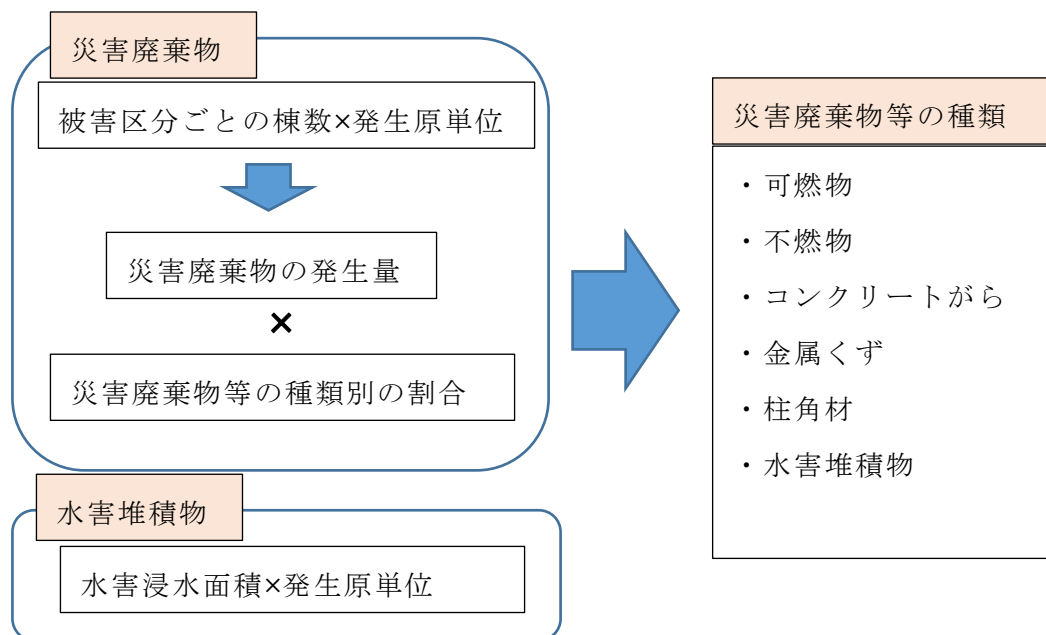 災害廃棄物
被害区分ごとの棟数×発生原単位
災害廃棄物の発生量
×
災害廃棄物等の種類別の割合
水害堆積物
水害浸水面積×発生原単位
災害廃棄物等の種類
・可燃物
・不燃物
・コンクリートがら
・金属くず
・柱角材
・水害堆積物